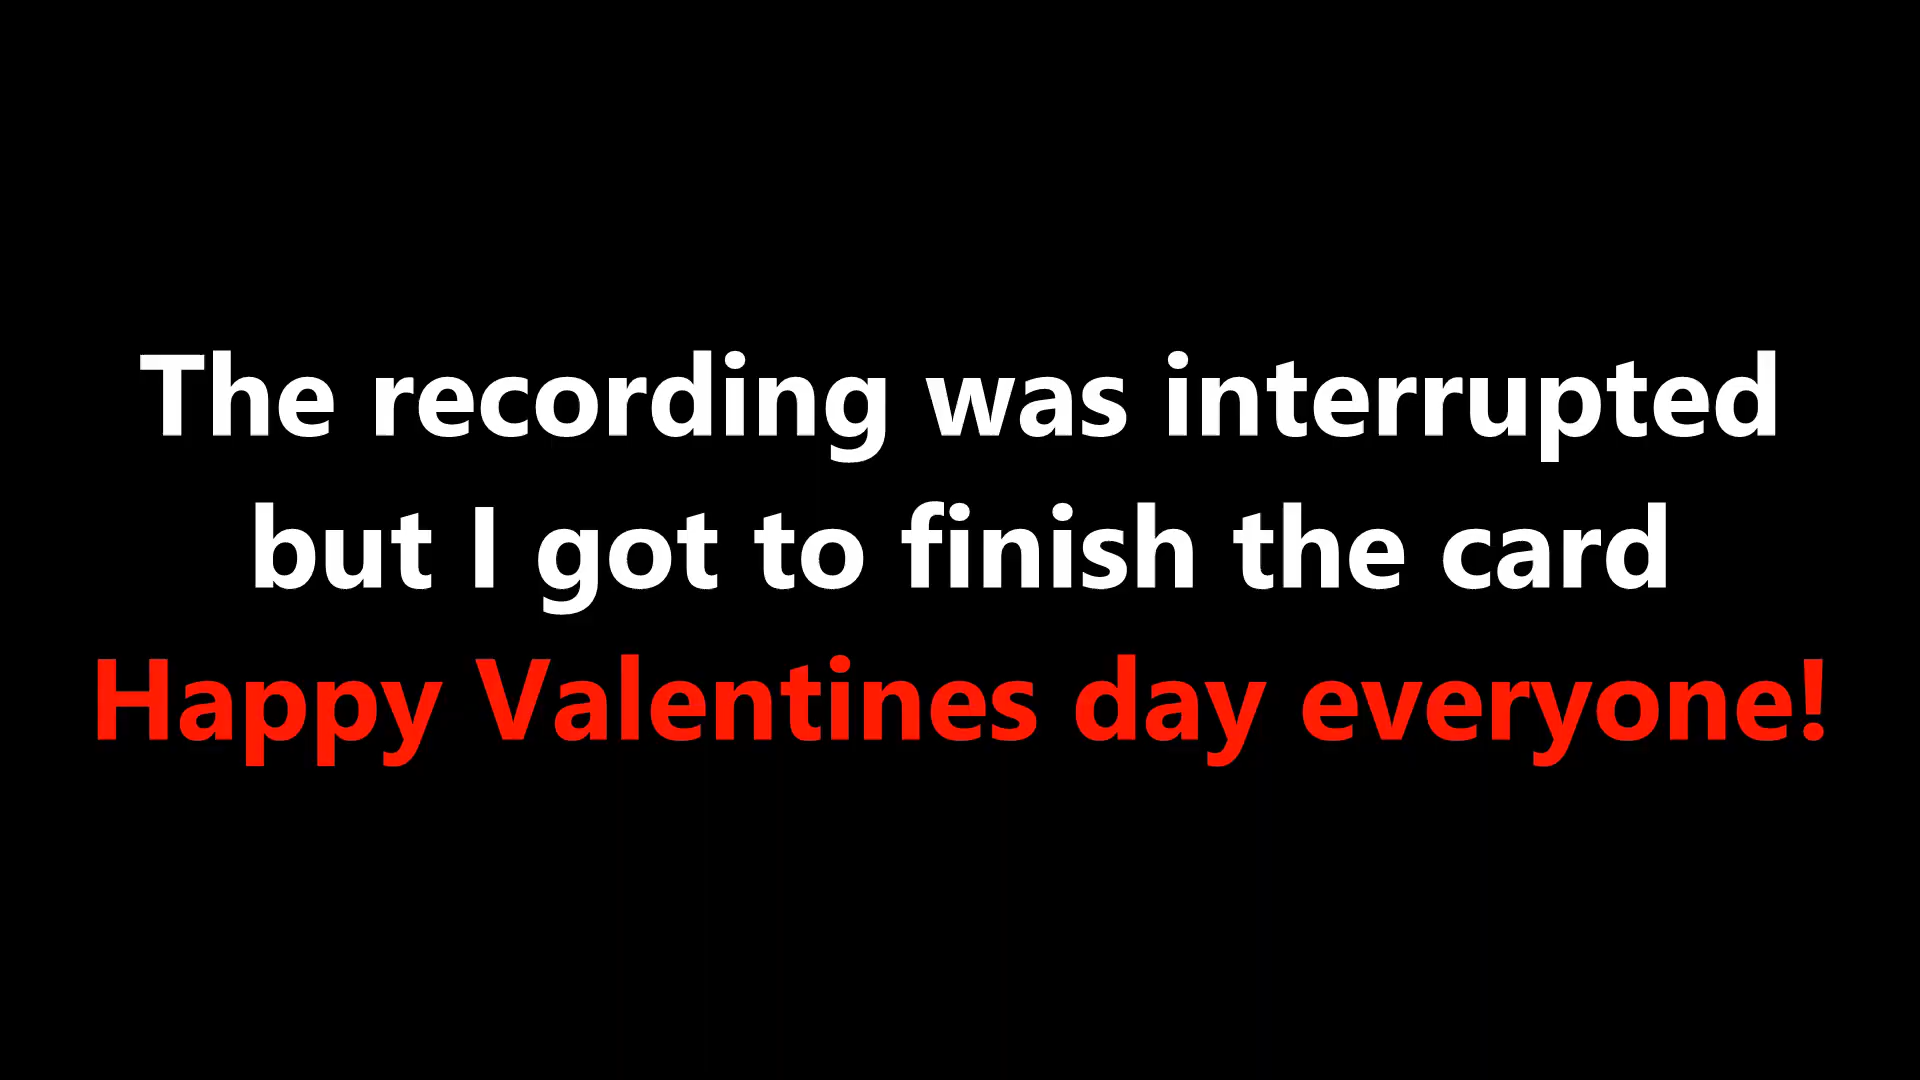 The recording was interrupted
but I got to finish the card
Happy Valentines day everyone!